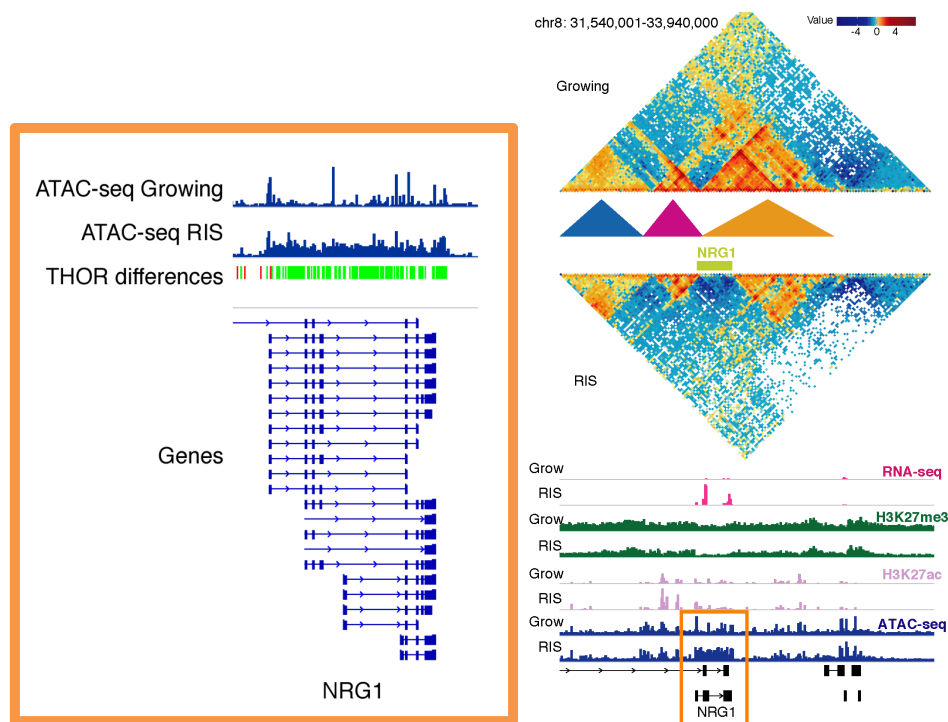 ATAC-seq Growing
ATAC-seq RIS
THOR differences
Genes
NRG1
chr8: 31,540,001-33,940,000
Value
-4 0 4
Growing
NRG1
RIS
Grow
RNA-seq
RIS
Grow
H3K27me3
RIS
Grow
H3K27ac
RIS
Grow
ATAC-seq
RIS
NRG1